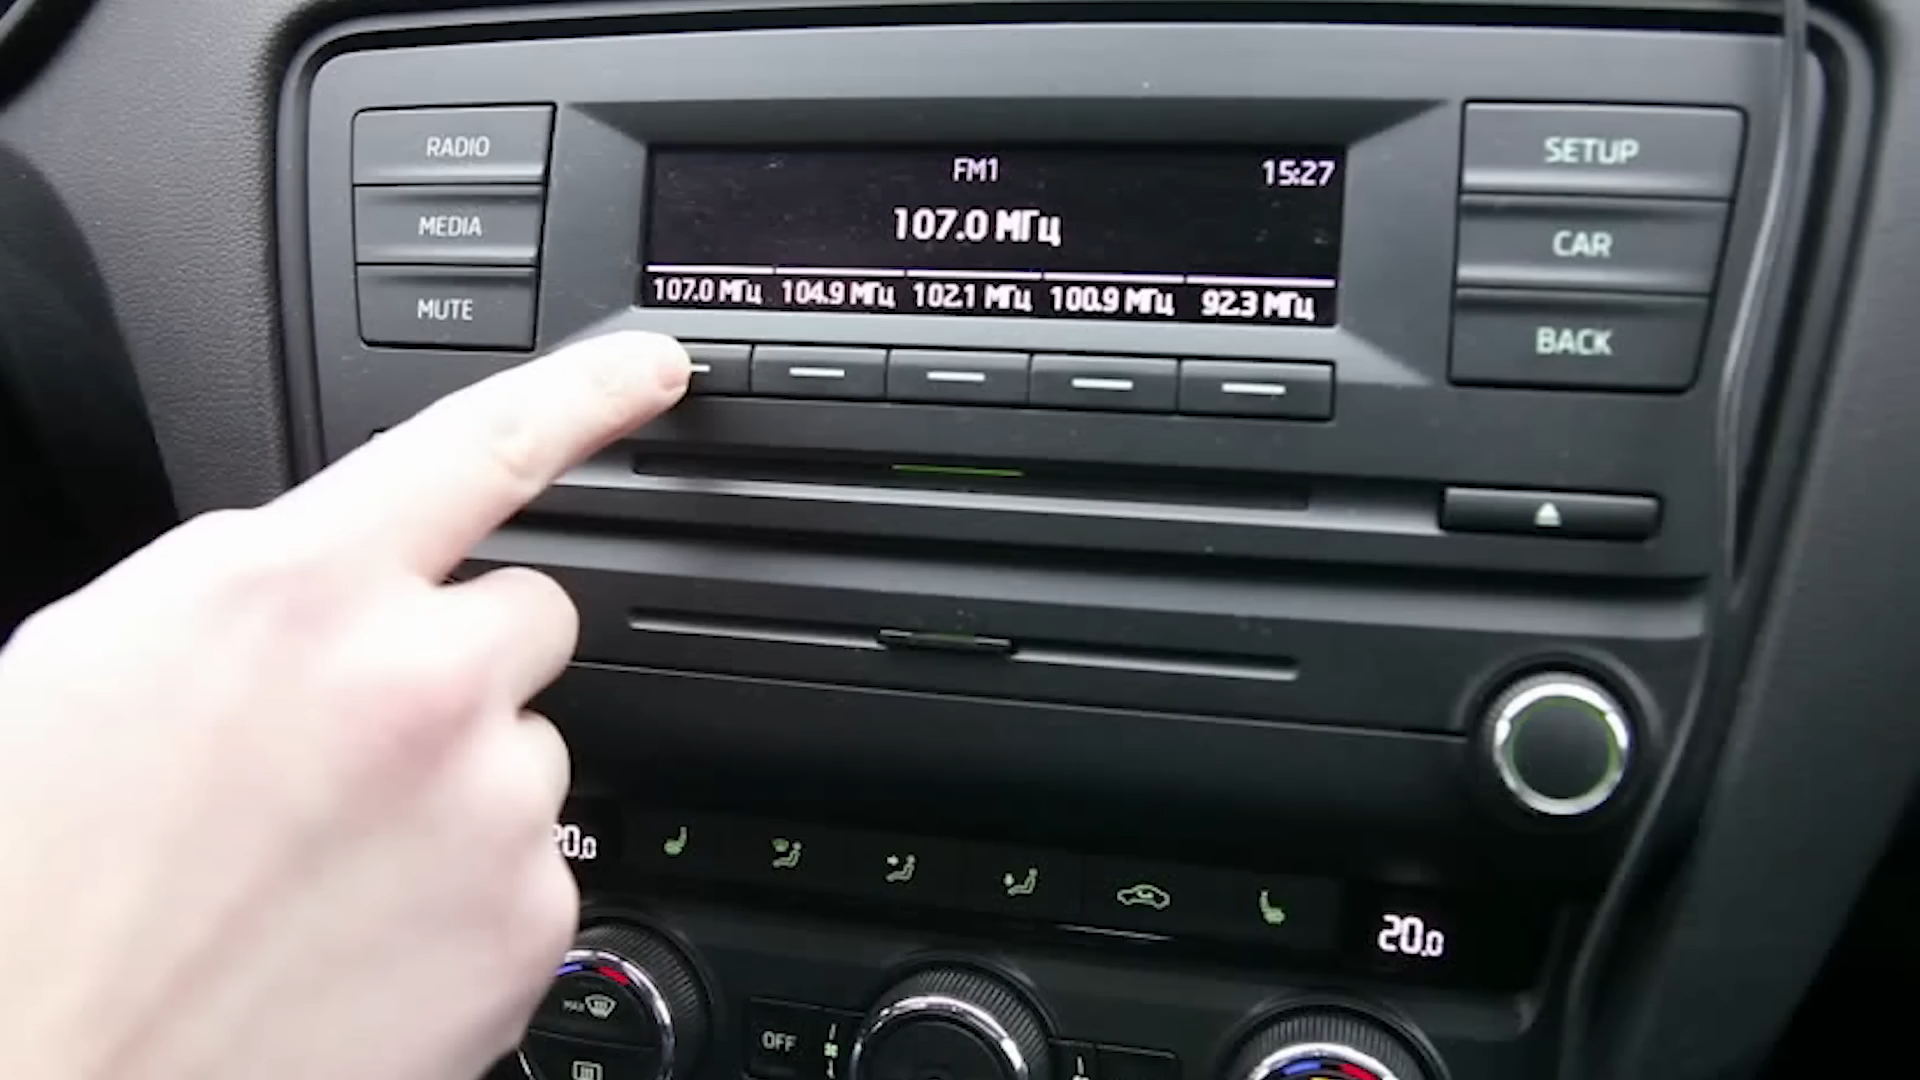 RADIO
MEDIA
MUTE
FM1
15:27
107.0 МГц
107.0 МГц
104.9 МГц
102.1 МГц
100.9 МГц
92.3 МГц
SETUP
CAR
BACK
20.0
20.0
MAX
OFF